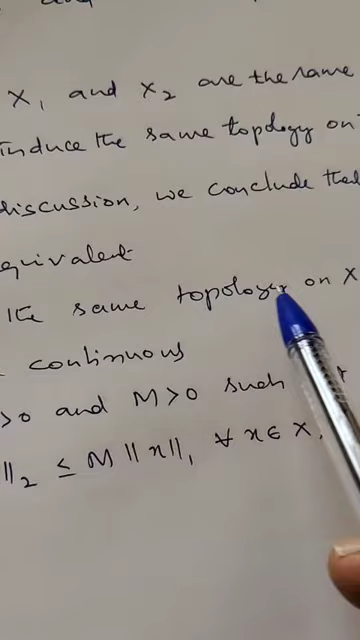 X₁ and X₂ are the same
induce the same topology on
discussion, we conclude that
equivalent
the same topology on X
continuous
>0 and M>0 such
||₂ ≤ M ||x||₁ ∀ x ∈ X.